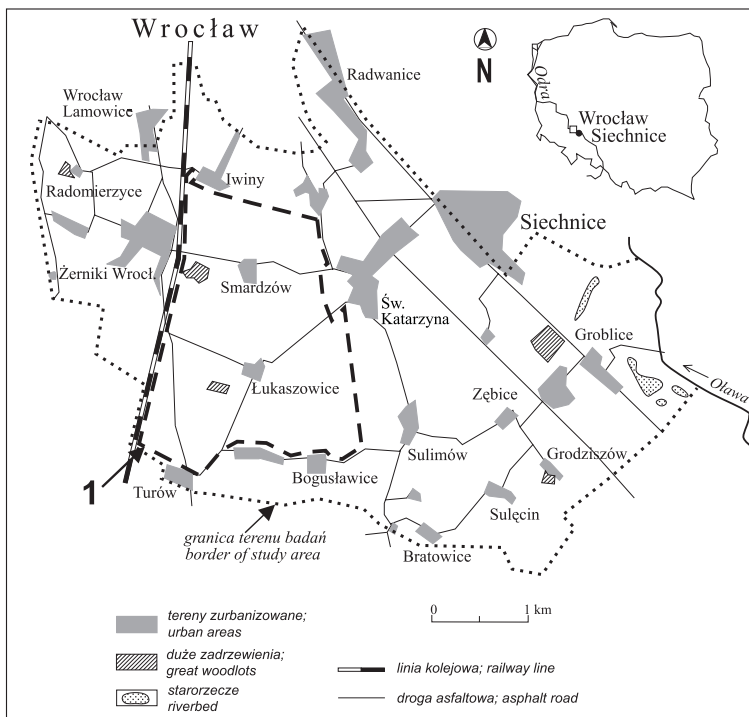 Wrocław
Radwanice
N
Odra
Wrocław
Siechnice
Wrocław
Lamowice
Iwiny
Radomierzyce
Siechnice
Żerniki Wrocł.
Smardzów
Św.
Katarzyna
Groblice
Łukaszowice
Oława
Zębice
Sulimów
Grodziszów
1
Turów
Bogusławice
Sulęcin
granica terenu badań
border of study area
Bratowice
tereny zurbanizowane;
urban areas
0 1 km
duże zadrzewienia;
great woodlots
linia kolejowa; railway line
starorzecze
riverbed
droga asfaltowa; asphalt road